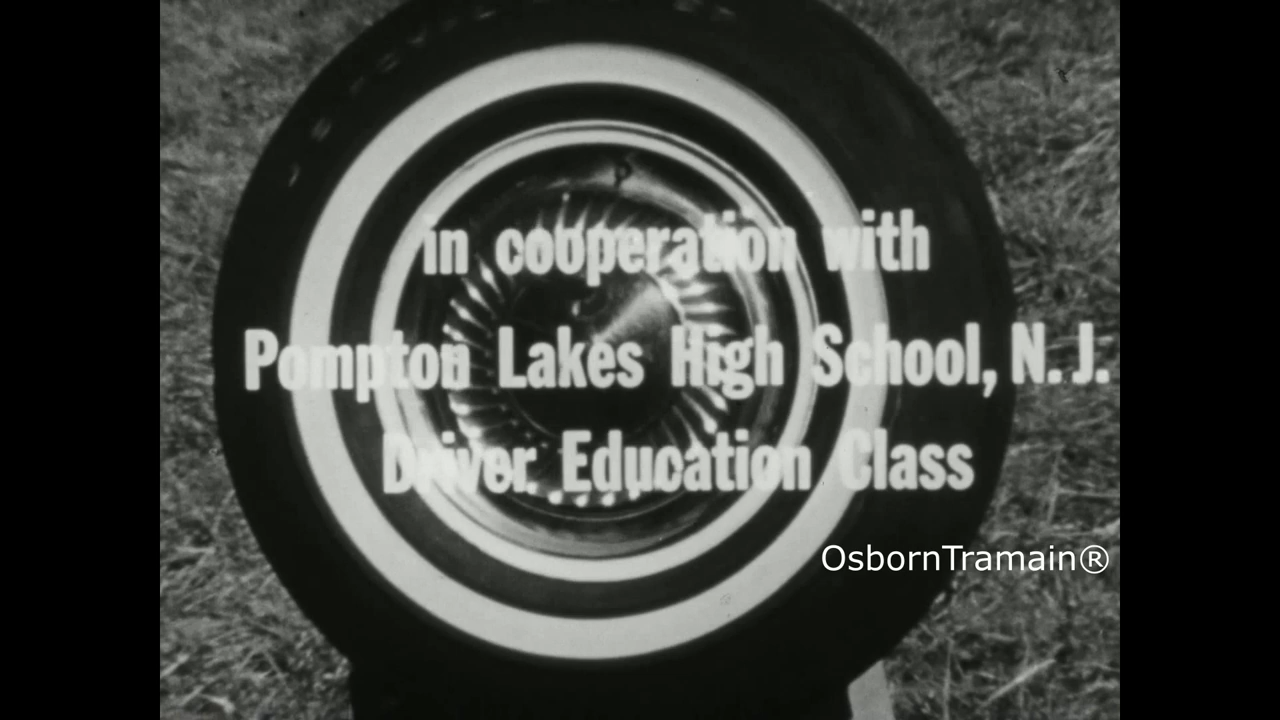 in cooperation with
Pompton Lakes High School, N. J.
Driver Education Class
OsbornTramain®